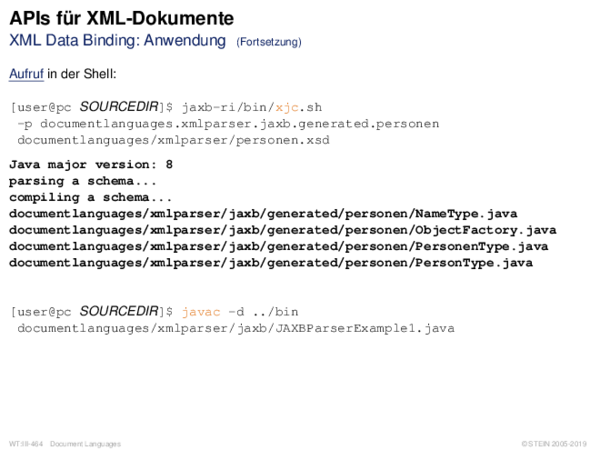 APIs für XML-Dokumente
XML Data Binding: Anwendung (Fortsetzung)
Aufruf in der Shell:
[user@pc SOURCEDIR]$ jaxb-ri/bin/xjc.sh
-p documentlanguages.xmlparser.jaxb.generated.personen
documentlanguages/xmlparser/personen.xsd
Java major version: 8
parsing a schema...
compiling a schema...
documentlanguages/xmlparser/jaxb/generated/personen/NameType.java
documentlanguages/xmlparser/jaxb/generated/personen/ObjectFactory.java
documentlanguages/xmlparser/jaxb/generated/personen/PersonenType.java
documentlanguages/xmlparser/jaxb/generated/personen/PersonType.java
[user@pc SOURCEDIR]$ javac -d ../bin
documentlanguages/xmlparser/jaxb/JAXBParserExample1.java
WT:III-464 Document Languages © STEIN 2005-2019